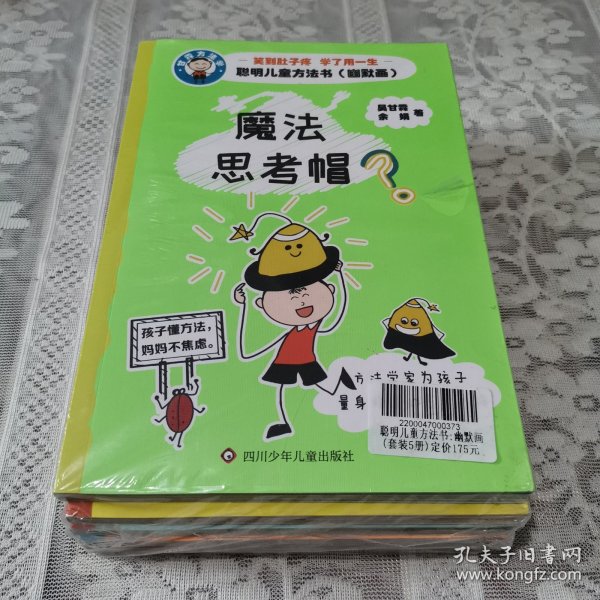 笑到肚子疼 学了用一生
聪明儿童方法书(幽默画)
吴甘霖
余娟 著
魔法
思考帽?
孩子懂方法,
妈妈不焦虑。
方法学家为孩子
量身
2200047000373
聪明儿童方法书:幽默画
(套装5册)定价175元
四川少年儿童出版社
孔夫子旧书网
www.kongfz.com